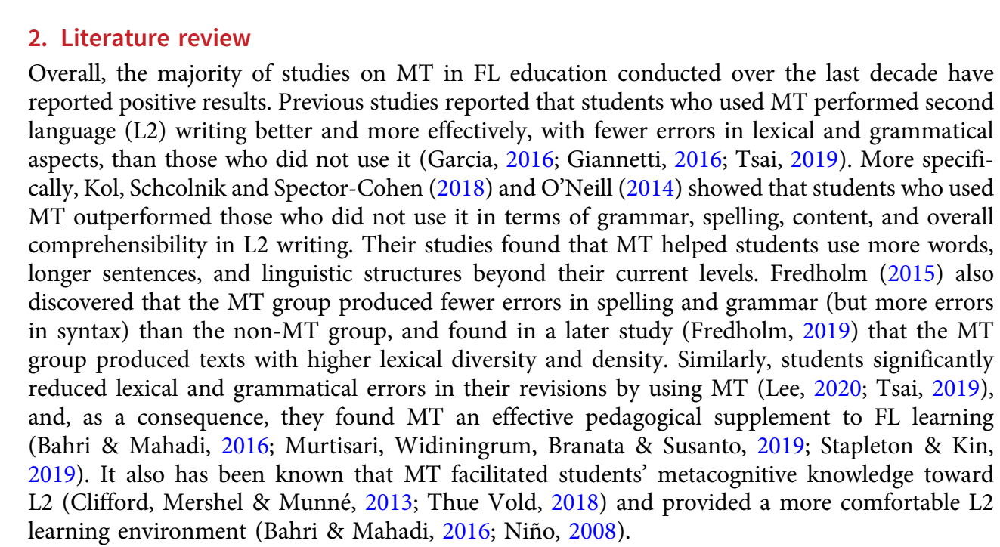 2. Literature review
Overall, the majority of studies on MT in FL education conducted over the last decade have
reported positive results. Previous studies reported that students who used MT performed second
language (L2) writing better and more effectively, with fewer errors in lexical and grammatical
aspects, than those who did not use it (Garcia, 2016; Giannetti, 2016; Tsai, 2019). More specifi-
cally, Kol, Schcolnik and Spector-Cohen (2018) and O’Neill (2014) showed that students who used
MT outperformed those who did not use it in terms of grammar, spelling, content, and overall
comprehensibility in L2 writing. Their studies found that MT helped students use more words,
longer sentences, and linguistic structures beyond their current levels. Fredholm (2015) also
discovered that the MT group produced fewer errors in spelling and grammar (but more errors
in syntax) than the non-MT group, and found in a later study (Fredholm, 2019) that the MT
group produced texts with higher lexical diversity and density. Similarly, students significantly
reduced lexical and grammatical errors in their revisions by using MT (Lee, 2020; Tsai, 2019),
and, as a consequence, they found MT an effective pedagogical supplement to FL learning
(Bahri & Mahadi, 2016; Murtisari, Widiningrum, Branata & Susanto, 2019; Stapleton & Kin,
2019). It also has been known that MT facilitated students’ metacognitive knowledge toward
L2 (Clifford, Mershel & Munné, 2013; Thue Vold, 2018) and provided a more comfortable L2
learning environment (Bahri & Mahadi, 2016; Niño, 2008).